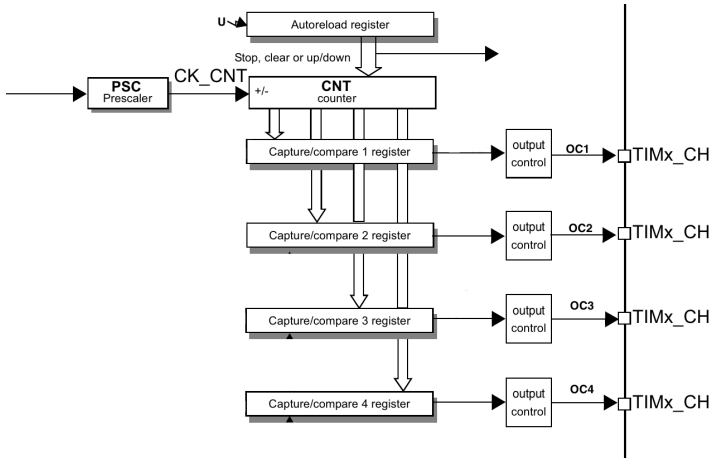 U
Autoreload register
Stop, clear or up/down
PSC
Prescaler
CK_CNT
+/-
CNT
counter
Capture/compare 1 register
output
control
OC1
TIMx_CH
Capture/compare 2 register
output
control
OC2
TIMx_CH
Capture/compare 3 register
output
control
OC3
TIMx_CH
Capture/compare 4 register
output
control
OC4
TIMx_CH